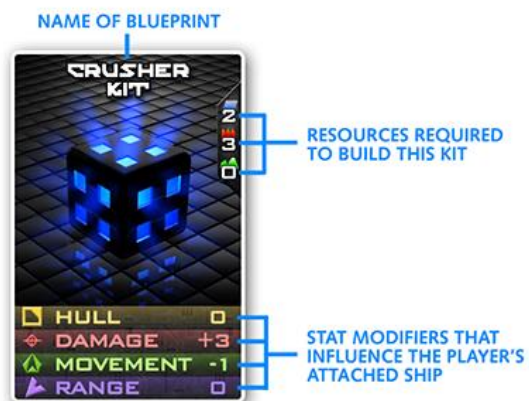 NAME OF BLUEPRINT
CRUSHER
KIT
2
3
0
RESOURCES REQUIRED
TO BUILD THIS KIT
HULL 0
DAMAGE +3
MOVEMENT -1
RANGE 0
STAT MODIFIERS THAT
INFLUENCE THE PLAYER'S
ATTACHED SHIP